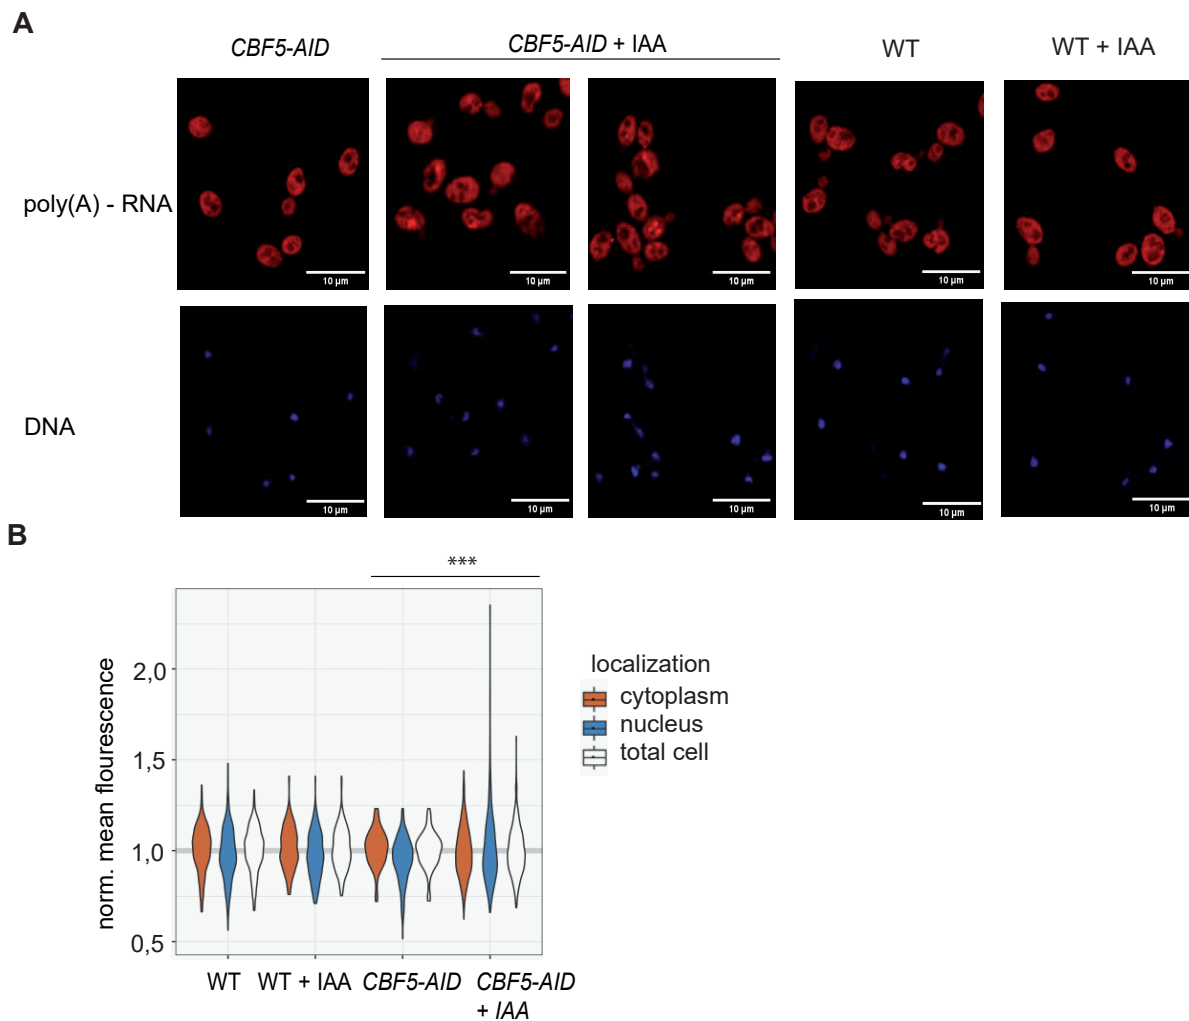 A
CBF5-AID
CBF5-AID + IAA
WT
WT + IAA
poly(A) - RNA
10 µm
10 µm
10 µm
10 µm
10 µm
DNA
10 µm
10 µm
10 µm
10 µm
10 µm
B
***
norm. mean flourescence
2,0
1,5
1,0
0,5
WT
WT + IAA
CBF5-AID
CBF5-AID
+ IAA
localization
cytoplasm
nucleus
total cell